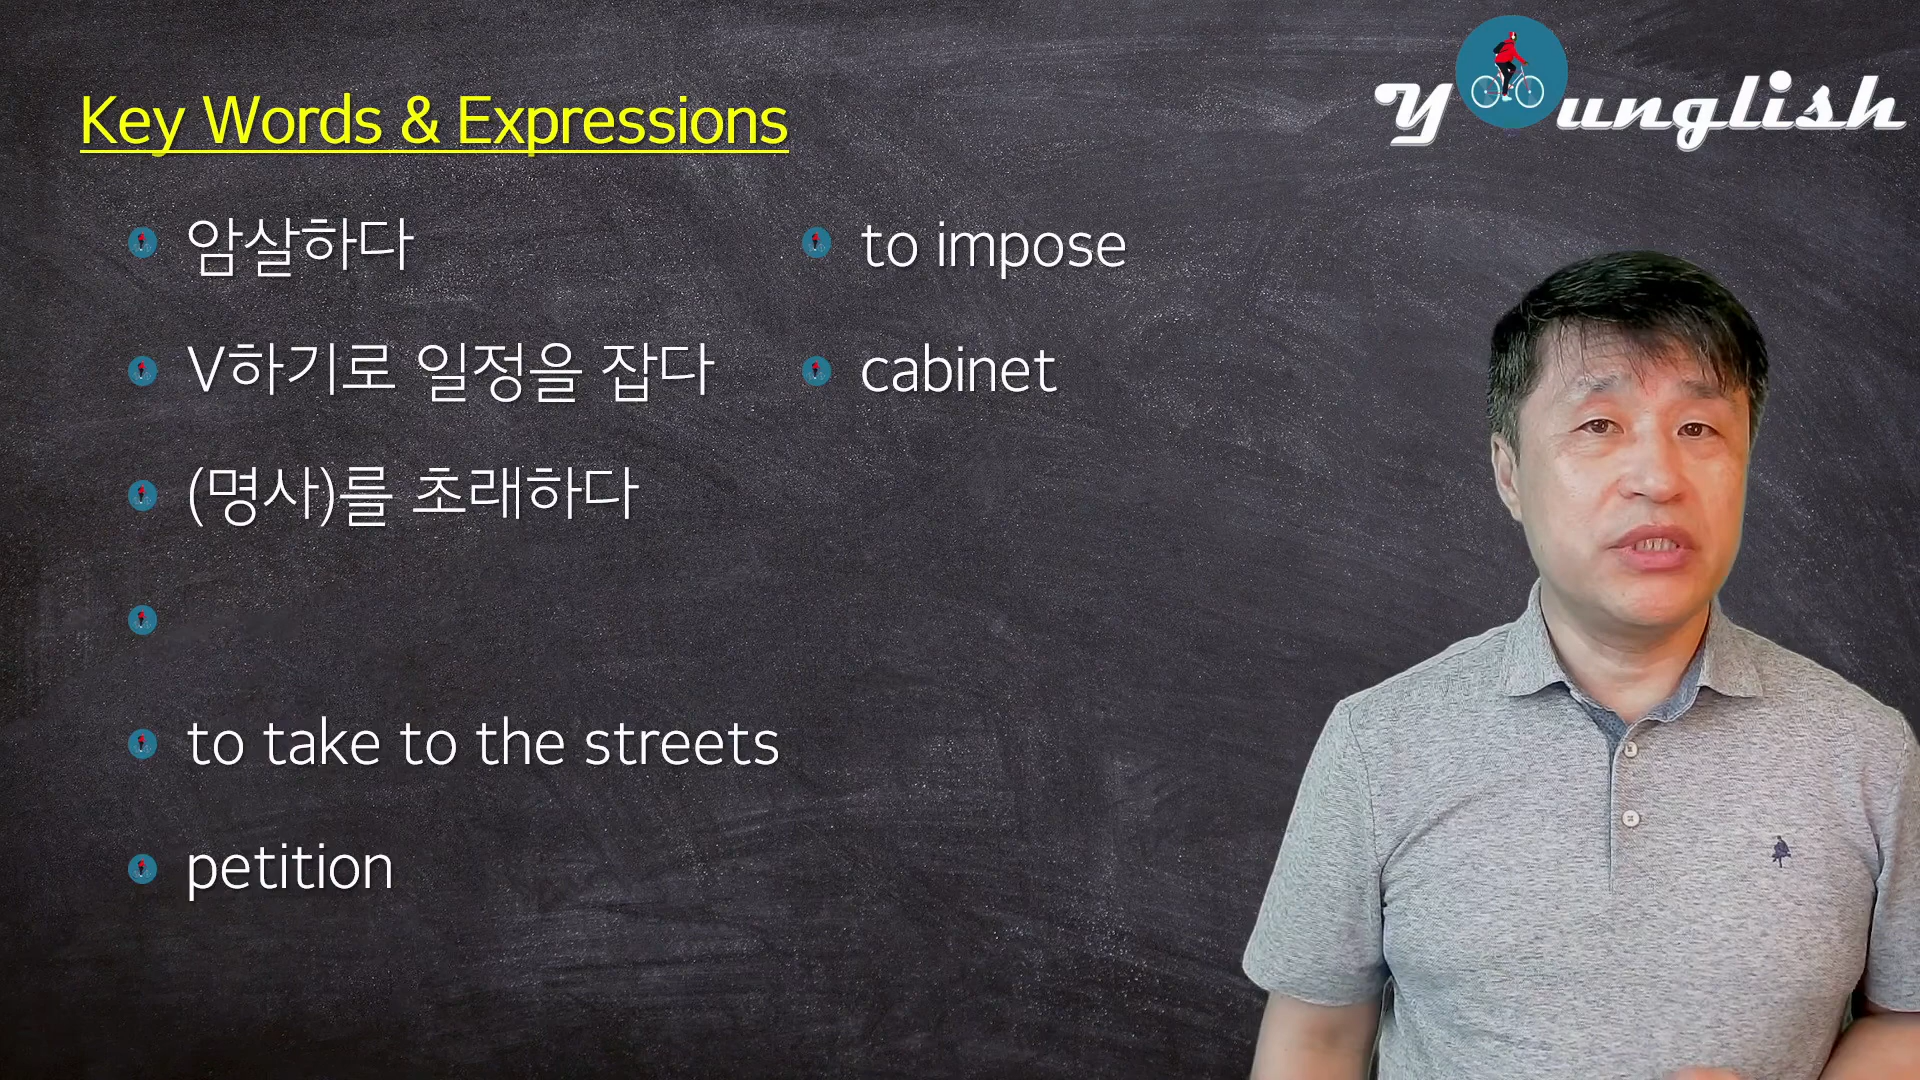 Key Words & Expressions
Younglish
암살하다
V하기로 일정을 잡다
(명사)를 초래하다
to take to the streets
petition
to impose
cabinet